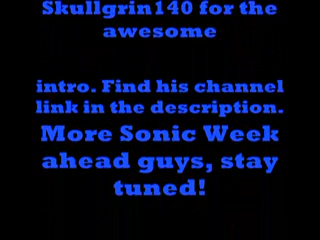 Skullgrin140 for the
awesome
intro. Find his channel
link in the description.
More Sonic Week
ahead guys, stay
tuned!